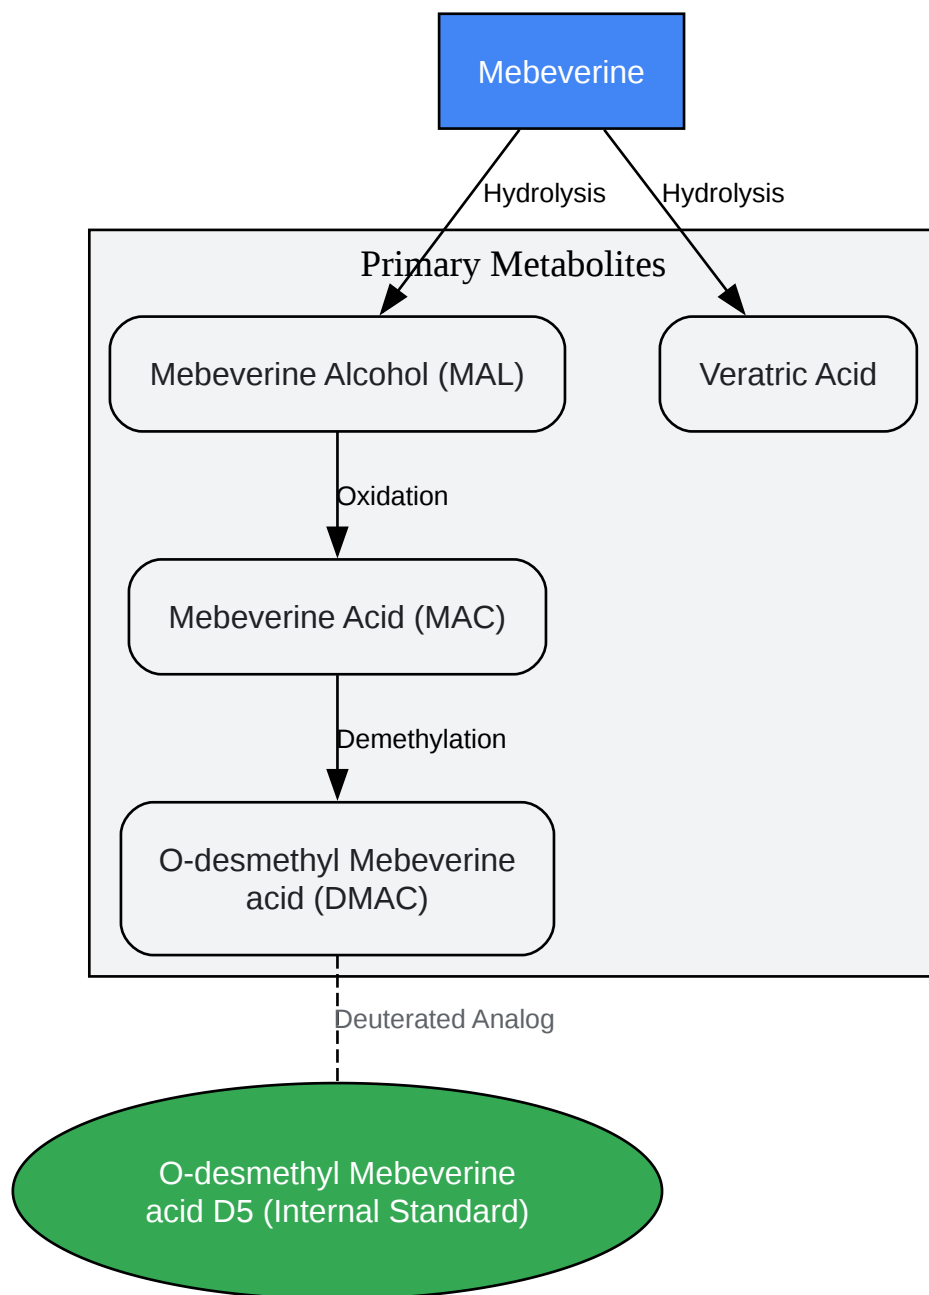 Mebeverine
Hydrolysis
Hydrolysis
Primary Metabolites
Mebeverine Alcohol (MAL)
Veratric Acid
Oxidation
Mebeverine Acid (MAC)
Demethylation
O-desmethyl Mebeverine
acid (DMAC)
Deuterated Analog
O-desmethyl Mebeverine
acid D5 (Internal Standard)